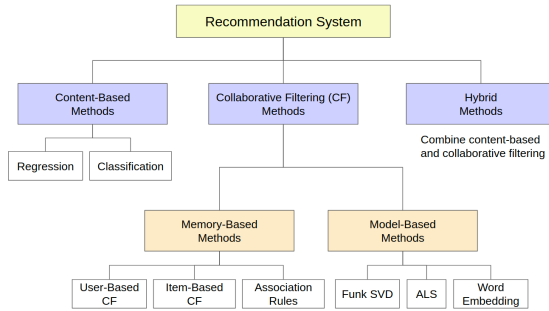 Recommendation System
Content-Based
Methods
Collaborative Filtering (CF)
Methods
Hybrid
Methods
Combine content-based
and collaborative filtering
Regression
Classification
Memory-Based
Methods
Model-Based
Methods
User-Based
CF
Item-Based
CF
Association
Rules
Funk SVD
ALS
Word
Embedding